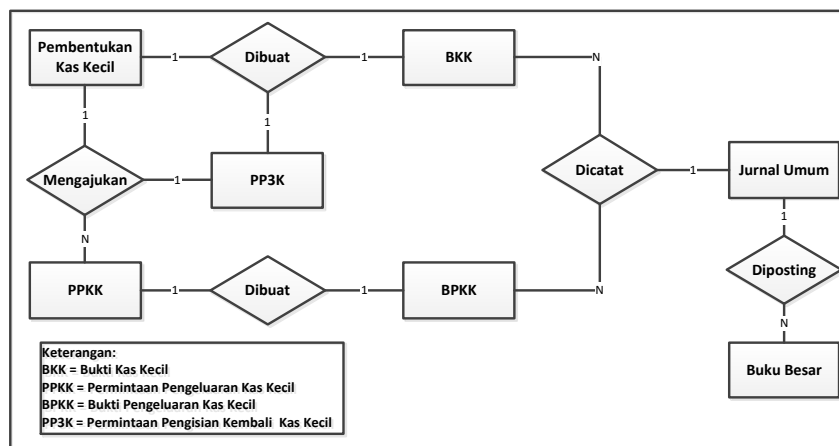 Pembentukan
Kas Kecil
1
Dibuat
1
BKK
N
1
1
Mengajukan
1
PP3K
Dicatat
1
Jurnal Umum
N
1
PPKK
1
Dibuat
1
BPKK
N
Diposting
N
Buku Besar
Keterangan:
BKK = Bukti Kas Kecil
PPKK = Permintaan Pengeluaran Kas Kecil
BPKK = Bukti Pengeluaran Kas Kecil
PP3K = Permintaan Pengisian Kembali Kas Kecil